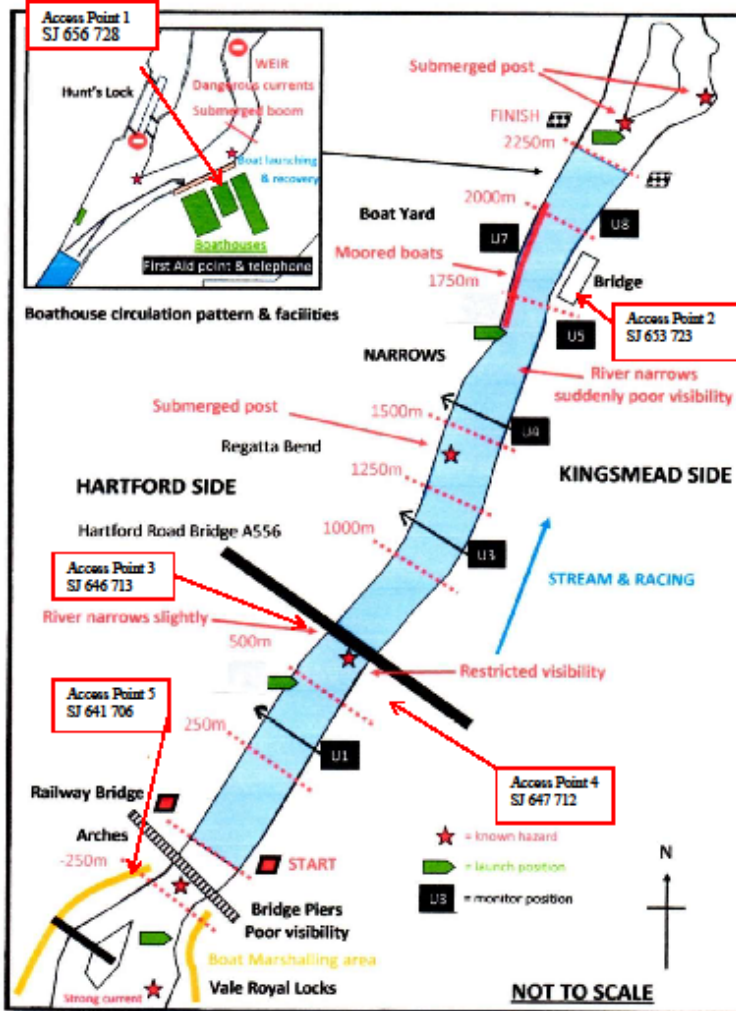 Access Point 1
SJ 656 728
WEIR
Dangerous currents
Submerged boom
Hunt's Lock
Boat launching
& recovery
Boathouses
First Aid point & telephone
Boathouse circulation pattern & facilities
Submerged post
FINISH
2250m
2000m
Boat Yard
U7
U8
Moored boats
1750m
Bridge
Access Point 2
SJ 653 723
U5
NARROWS
River narrows
suddenly poor visibility
Submerged post
1500m
U4
Regatta Bend
1250m
KINGSMEAD SIDE
HARTFORD SIDE
1000m
Hartford Road Bridge A556
U3
Access Point 3
SJ 646 713
STREAM & RACING
River narrows slightly
500m
Restricted visibility
Access Point 5
SJ 641 706
250m
U1
Access Point 4
SJ 647 712
Railway Bridge
Arches
-250m
START
= known hazard
= launch position
U3 = monitor position
N
Bridge Piers
Poor visibility
Boat Marshalling area
Strong current
Vale Royal Locks
NOT TO SCALE